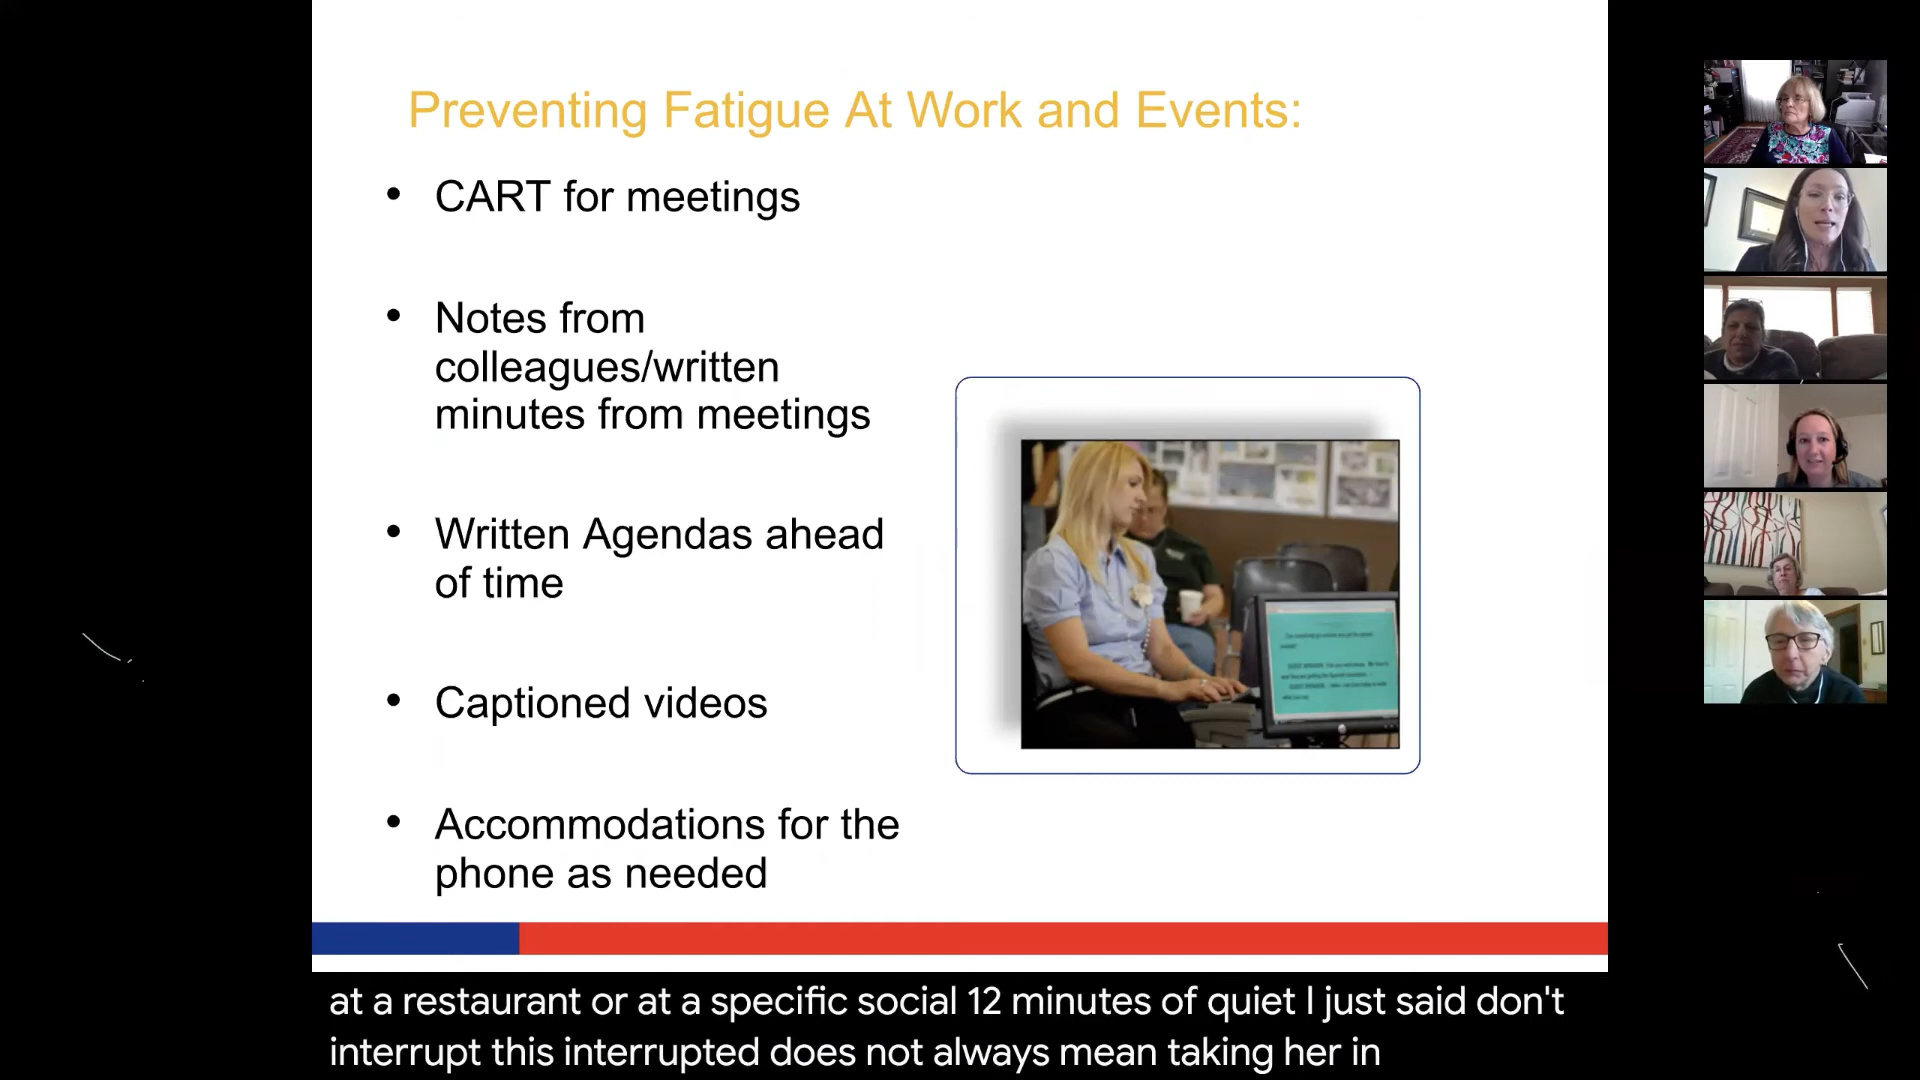 Preventing Fatigue At Work and Events:
• CART for meetings
• Notes from
colleagues/written
minutes from meetings
• Written Agendas ahead
of time
• Captioned videos
• Accommodations for the
phone as needed
at a restaurant or at a specific social 12 minutes of quiet I just said don't
interrupt this interrupted does not always mean taking her in